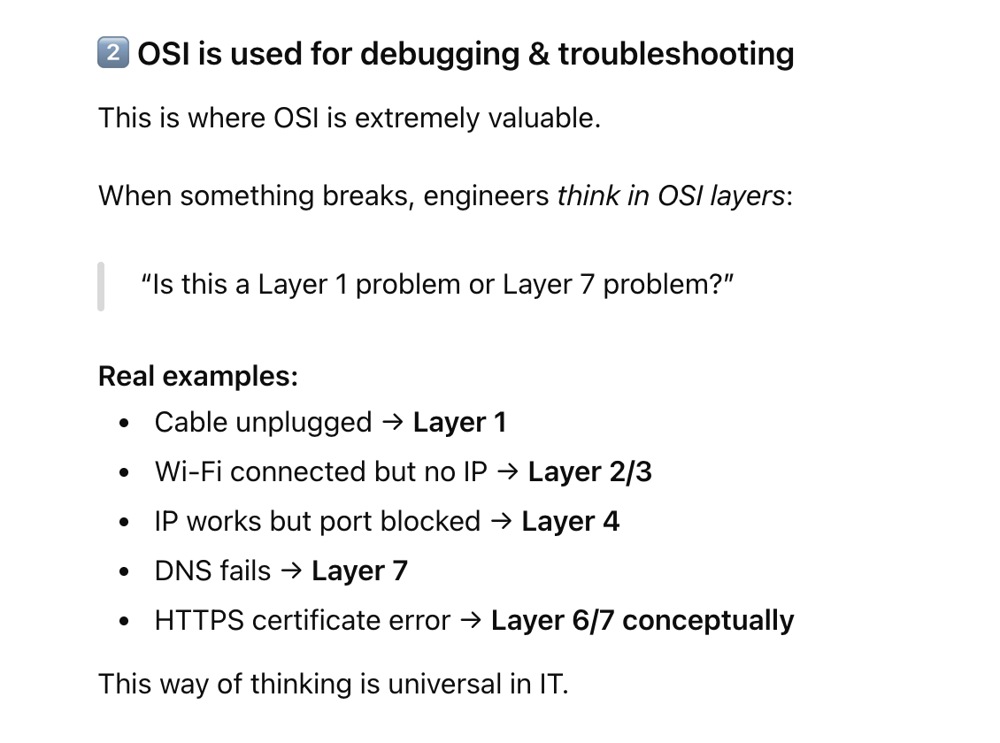 2️⃣ OSI is used for debugging & troubleshooting
This is where OSI is extremely valuable.
When something breaks, engineers think in OSI layers:
“Is this a Layer 1 problem or Layer 7 problem?”
Real examples:
• Cable unplugged → Layer 1
• Wi-Fi connected but no IP → Layer 2/3
• IP works but port blocked → Layer 4
• DNS fails → Layer 7
• HTTPS certificate error → Layer 6/7 conceptually
This way of thinking is universal in IT.